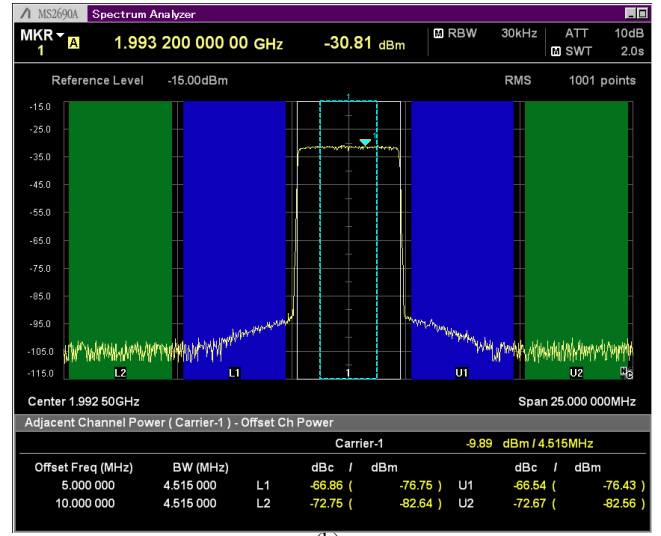 MS2690A Spectrum Analyzer
MKR 1 A 1.993 200 000 00 GHz -30.81 dBm M RBW 30kHz ATT 10dB
M SWT 2.0s
Reference Level -15.00dBm RMS 1001 points
1
-15.0
-25.0
-35.0
-45.0
-55.0
-65.0
-75.0
-85.0
-95.0
-105.0
-115.0
L2 L1 1 U1 U2
Center 1.992 50GHz Span 25.000 000MHz
Adjacent Channel Power ( Carrier-1 ) - Offset Ch Power
Carrier-1 -9.89 dBm / 4.515MHz
Offset Freq (MHz) BW (MHz) dBc / dBm dBc / dBm
5.000 000 4.515 000 L1 -66.86 ( -76.75 ) U1 -66.54 ( -76.43 )
10.000 000 4.515 000 L2 -72.75 ( -82.64 ) U2 -72.67 ( -82.56 )